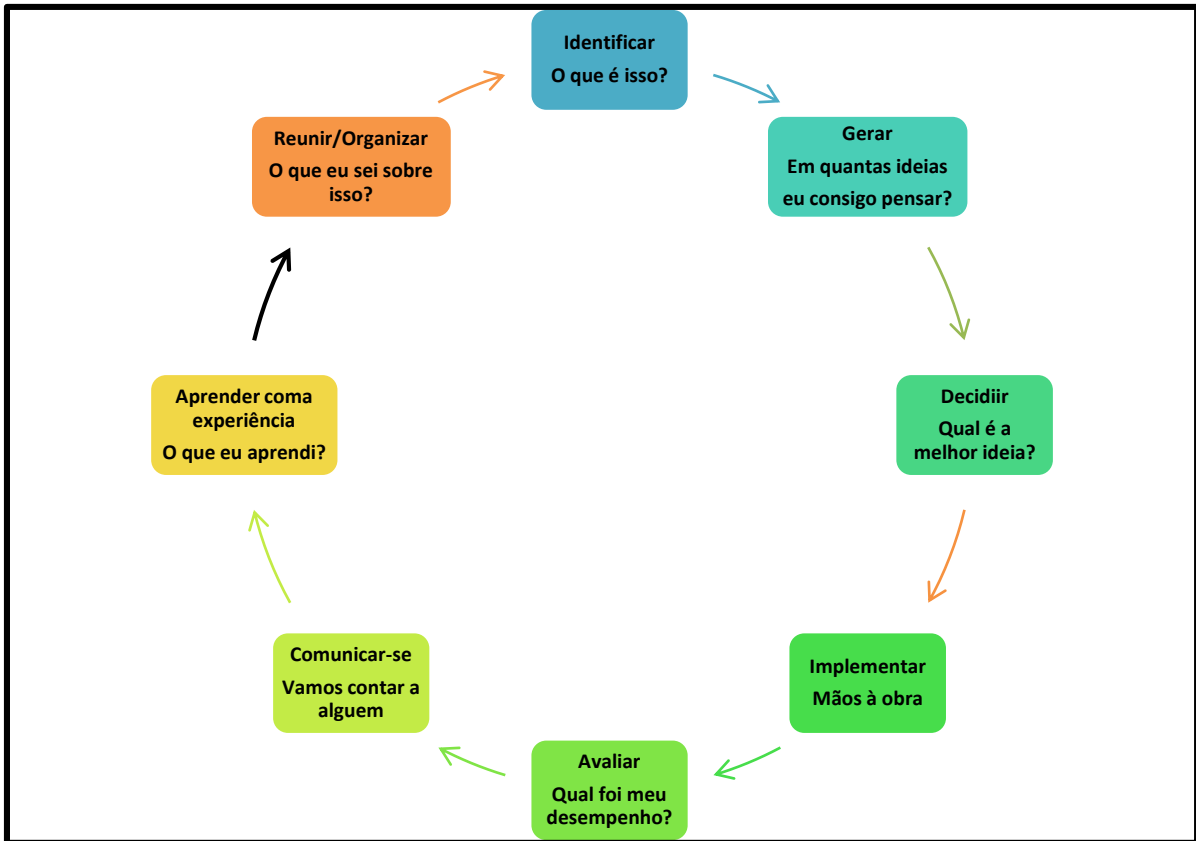 Identificar
O que é isso?
Gerar
Em quantas ideias
eu consigo pensar?
Decidiir
Qual é a
melhor ideia?
Implementar
Mãos à obra
Avaliar
Qual foi meu
desempenho?
Comunicar-se
Vamos contar a
alguem
Aprender coma
experiência
O que eu aprendi?
Reunir/Organizar
O que eu sei sobre
isso?